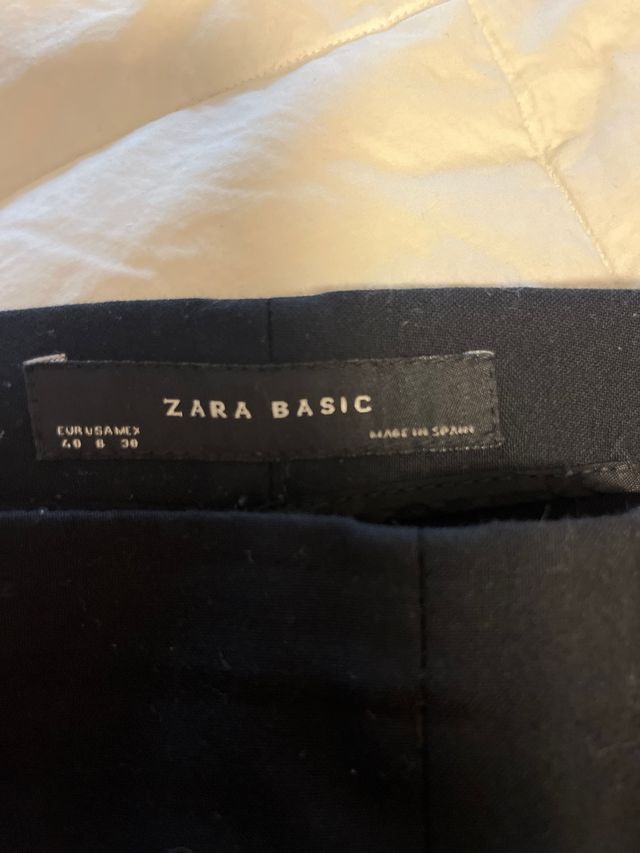 ZARA BASIC
EUR USA MEX
40 8 30
MADE IN SPAIN